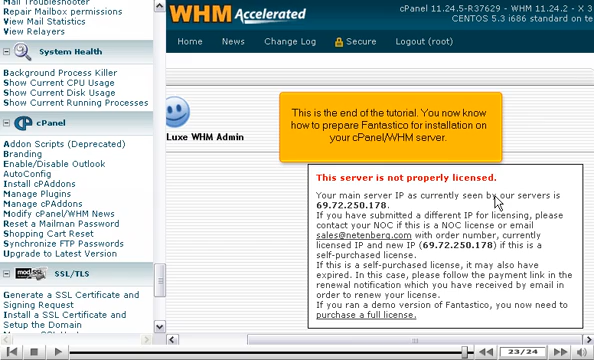 Mail Troubleshooter
Repair Mailbox permissions
View Mail Statistics
View Relayers
System Health
Background Process Killer
Show Current CPU Usage
Show Current Disk Usage
Show Current Running Processes
cPanel
Addon Scripts (Deprecated)
Branding
Enable/Disable Outlook
AutoConfig
Install cPAddons
Manage Plugins
Manage cPAddons
Modify cPanel/WHM News
Reset a Mailman Password
Shopping Cart Reset
Synchronize FTP Passwords
Upgrade to Latest Version
mod SSL
SSL/TLS
Generate a SSL Certificate and
Signing Request
Install a SSL Certificate and
Setup the Domain
WHM Accelerated
cPanel 11.24.5-R37629 - WHM 11.24.2 - X 3
CENTOS 5.3 i686 standard on te
Home News Change Log Secure Logout (root)
Luxe WHM Admin
This is the end of the tutorial. You now know
how to prepare Fantastico for installation on
your cPanel/WHM server.
This server is not properly licensed.
Your main server IP as currently seen by our servers is
69.72.250.178.
If you have submitted a different IP for licensing, please
contact your NOC if this is a NOC license or email
sales@netenberg.com with order number, currently
licensed IP and new IP (69.72.250.178) if this is a
self-purchased license.
If this is a self-purchased license, it may also have
expired. In this case, please follow the payment link in the
renewal notification which you have received by email in
order to renew your license.
If you ran a demo version of Fantastico, you now need to
purchase a full license.
23/24